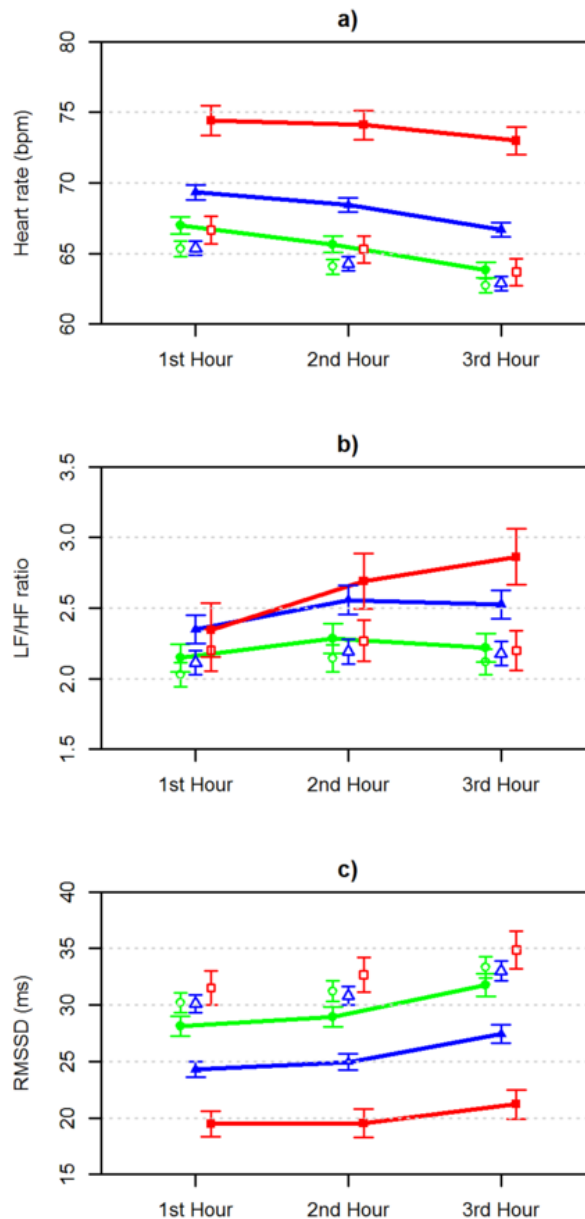 a)
Heart rate (bpm)
80
75
70
65
60
1st Hour 2nd Hour 3rd Hour
b)
LF/HF ratio
3.5
3.0
2.5
2.0
1.5
1st Hour 2nd Hour 3rd Hour
c)
RMSSD (ms)
40
35
30
25
20
15
1st Hour 2nd Hour 3rd Hour